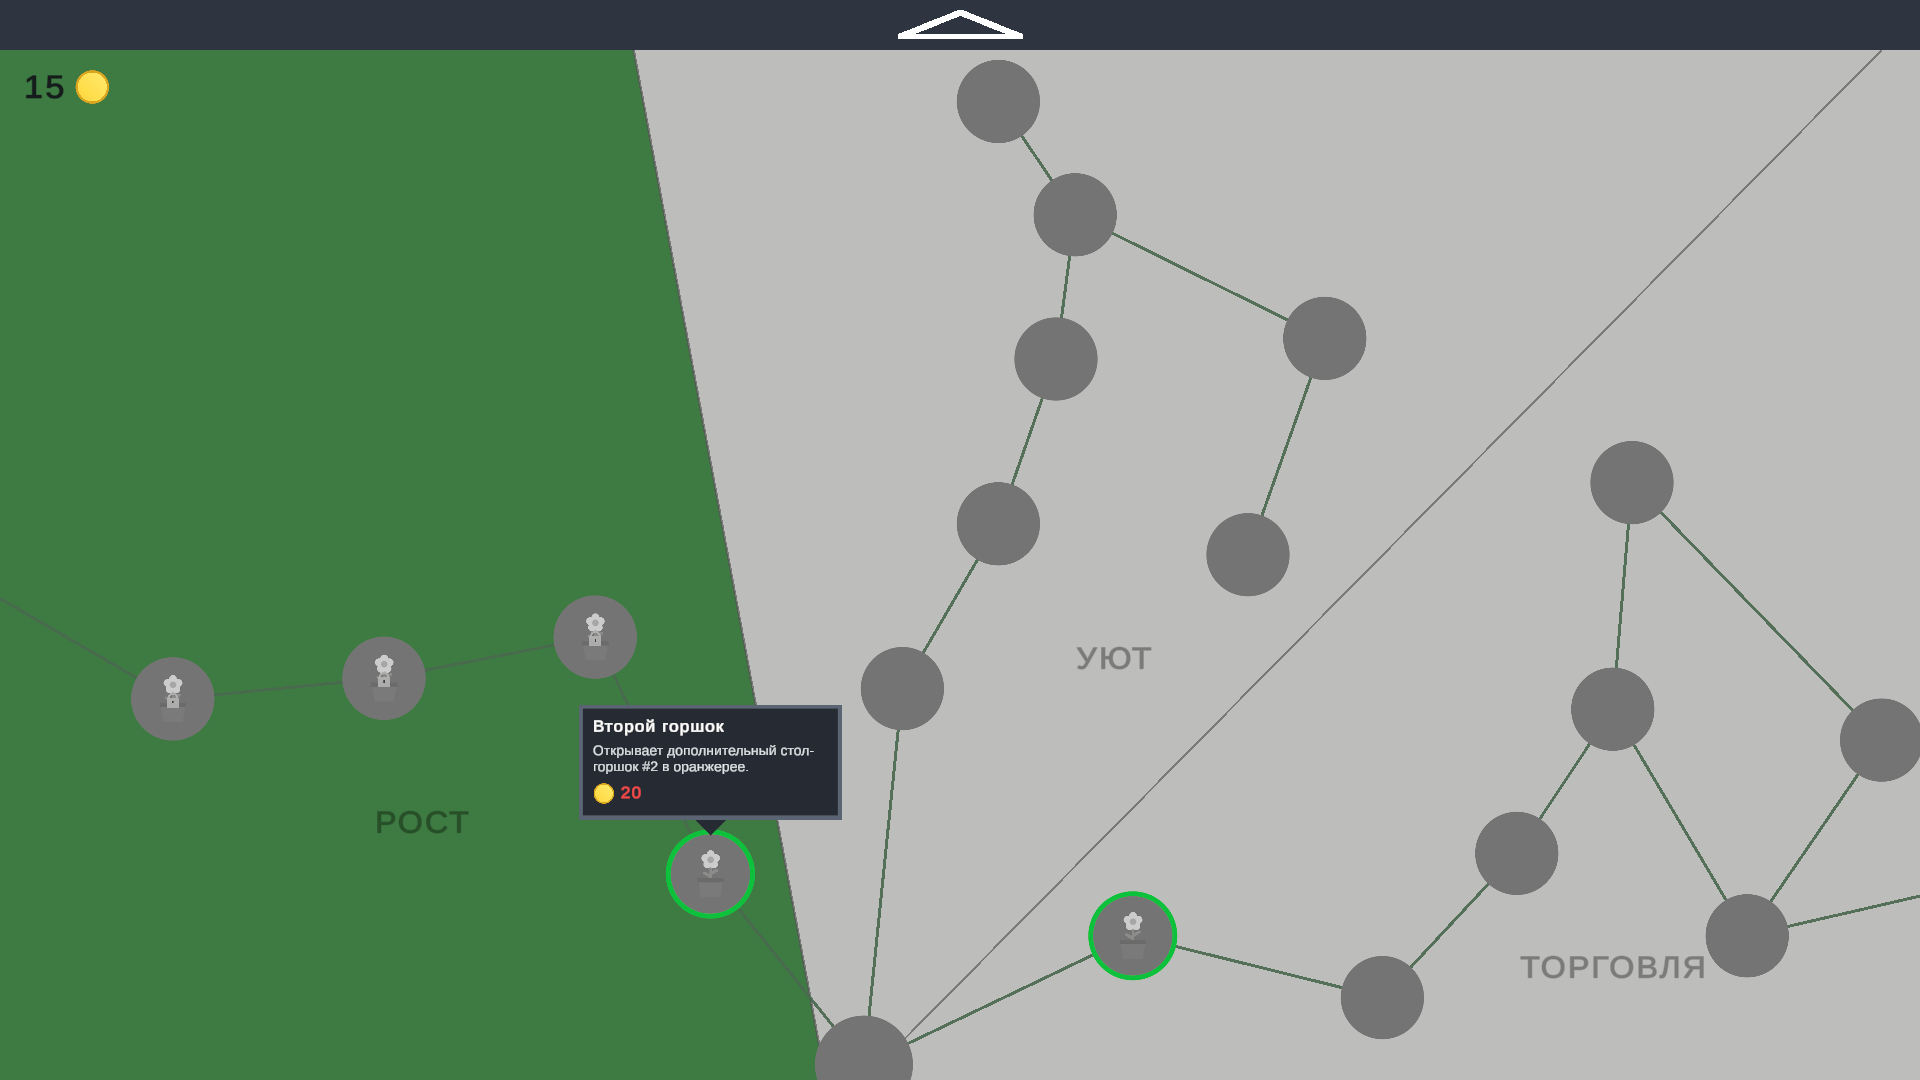 15
УЮТ
Второй горшок
Открывает дополнительный стол-
горшок #2 в оранжерее.
20
РОСТ
ТОРГОВЛЯ